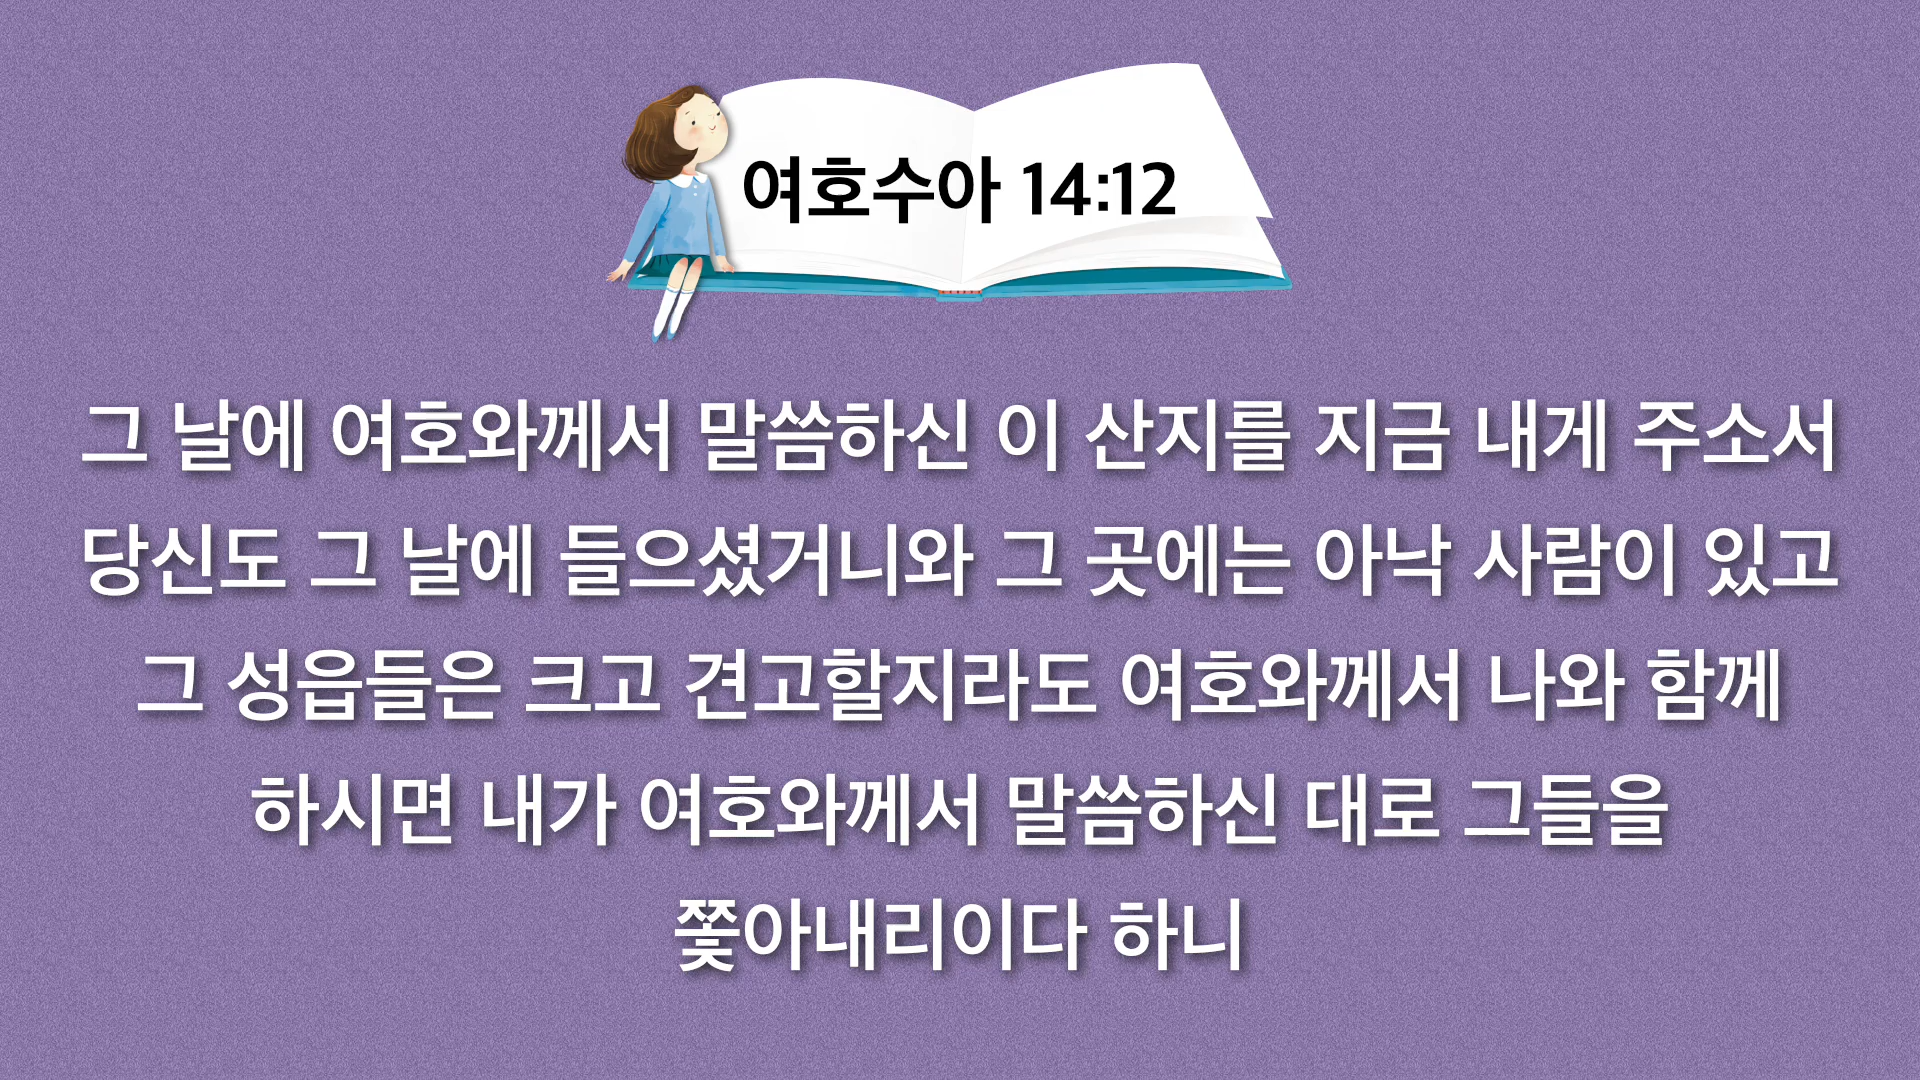 여호수아 14:12
그 날에 여호와께서 말씀하신 이 산지를 지금 내게 주소서
당신도 그 날에 들으셨거니와 그 곳에는 아낙 사람이 있고
그 성읍들은 크고 견고할지라도 여호와께서 나와 함께
하시면 내가 여호와께서 말씀하신 대로 그들을
쫓아내리이다 하니